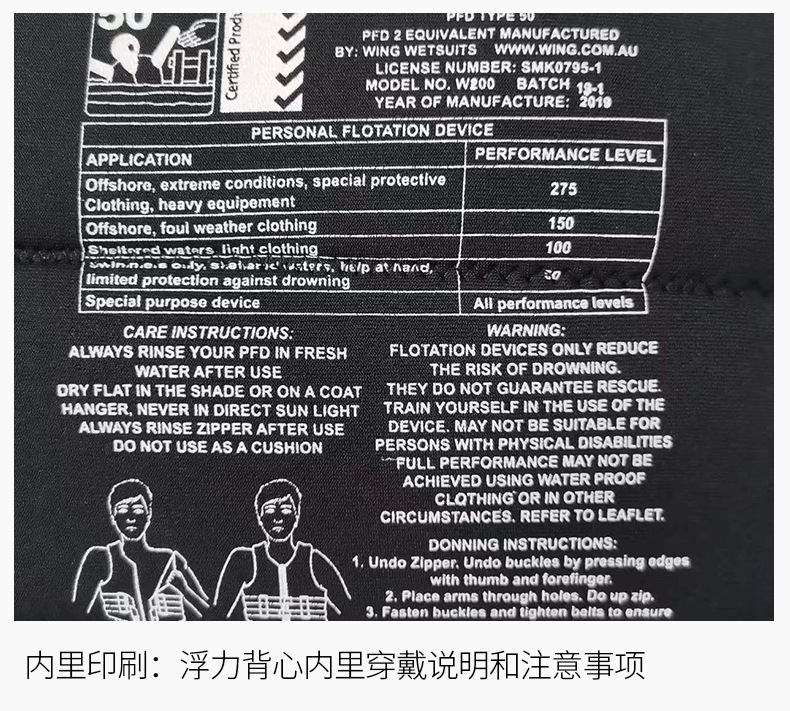 50
Certified Produ
PFD TYPE 50
PFD 2 EQUIVALENT MANUFACTURED
BY: WING WETSUITS WWW.WING.COM.AU
LICENSE NUMBER: SMK0795-1
MODEL NO. W200 BATCH 19-1
YEAR OF MANUFACTURE: 2019
PERSONAL FLOTATION DEVICE
APPLICATION PERFORMANCE LEVEL
Offshore, extreme conditions, special protective
Clothing, heavy equipement
275
Offshore, foul weather clothing 150
Sheltered waters, light clothing 100
only, waters, help at hand,
limited protection against drowning
Special purpose device All performance levels
CARE INSTRUCTIONS:
ALWAYS RINSE YOUR PFD IN FRESH
WATER AFTER USE
DRY FLAT IN THE SHADE OR ON A COAT
HANGER, NEVER IN DIRECT SUN LIGHT
ALWAYS RINSE ZIPPER AFTER USE
DO NOT USE AS A CUSHION
WARNING:
FLOTATION DEVICES ONLY REDUCE
THE RISK OF DROWNING.
THEY DO NOT GUARANTEE RESCUE.
TRAIN YOURSELF IN THE USE OF THE
DEVICE. MAY NOT BE SUITABLE FOR
PERSONS WITH PHYSICAL DISABILITIES
FULL PERFORMANCE MAY NOT BE
ACHIEVED USING WATER PROOF
CLOTHING OR IN OTHER
CIRCUMSTANCES. REFER TO LEAFLET.
DONNING INSTRUCTIONS:
1. Undo Zipper. Undo buckles by pressing edges
with thumb and forefinger.
2. Place arms through holes. Do up zip.
3. Fasten buckles and tighten belts to ensure
内里印刷：浮力背心内里穿戴说明和注意事项